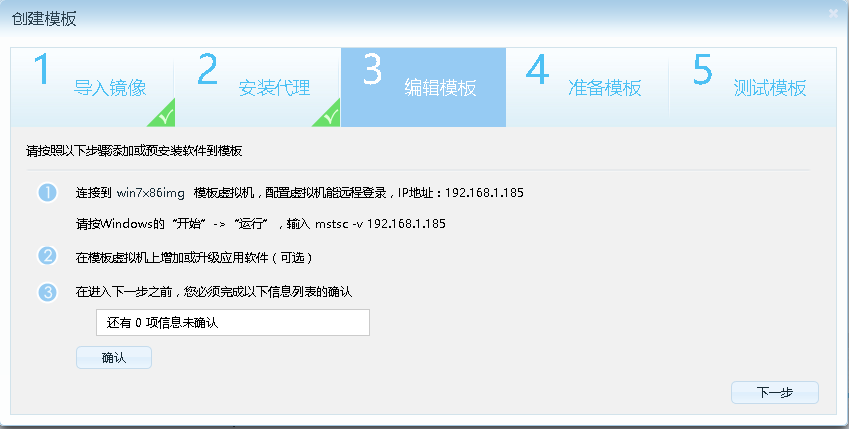 创建模板
1 导入镜像 2 安装代理 3 编辑模板 4 准备模板 5 测试模板
请按照以下步骤添加或预安装软件到模板
1 连接到 win7x86img 模板虚拟机，配置虚拟机能远程登录，IP地址：192.168.1.185
请按Windows的“开始”->“运行”，输入 mstsc -v 192.168.1.185
2 在模板虚拟机上增加或升级应用软件（可选）
3 在进入下一步之前，您必须完成以下信息列表的确认
还有 0 项信息未确认
确认
下一步